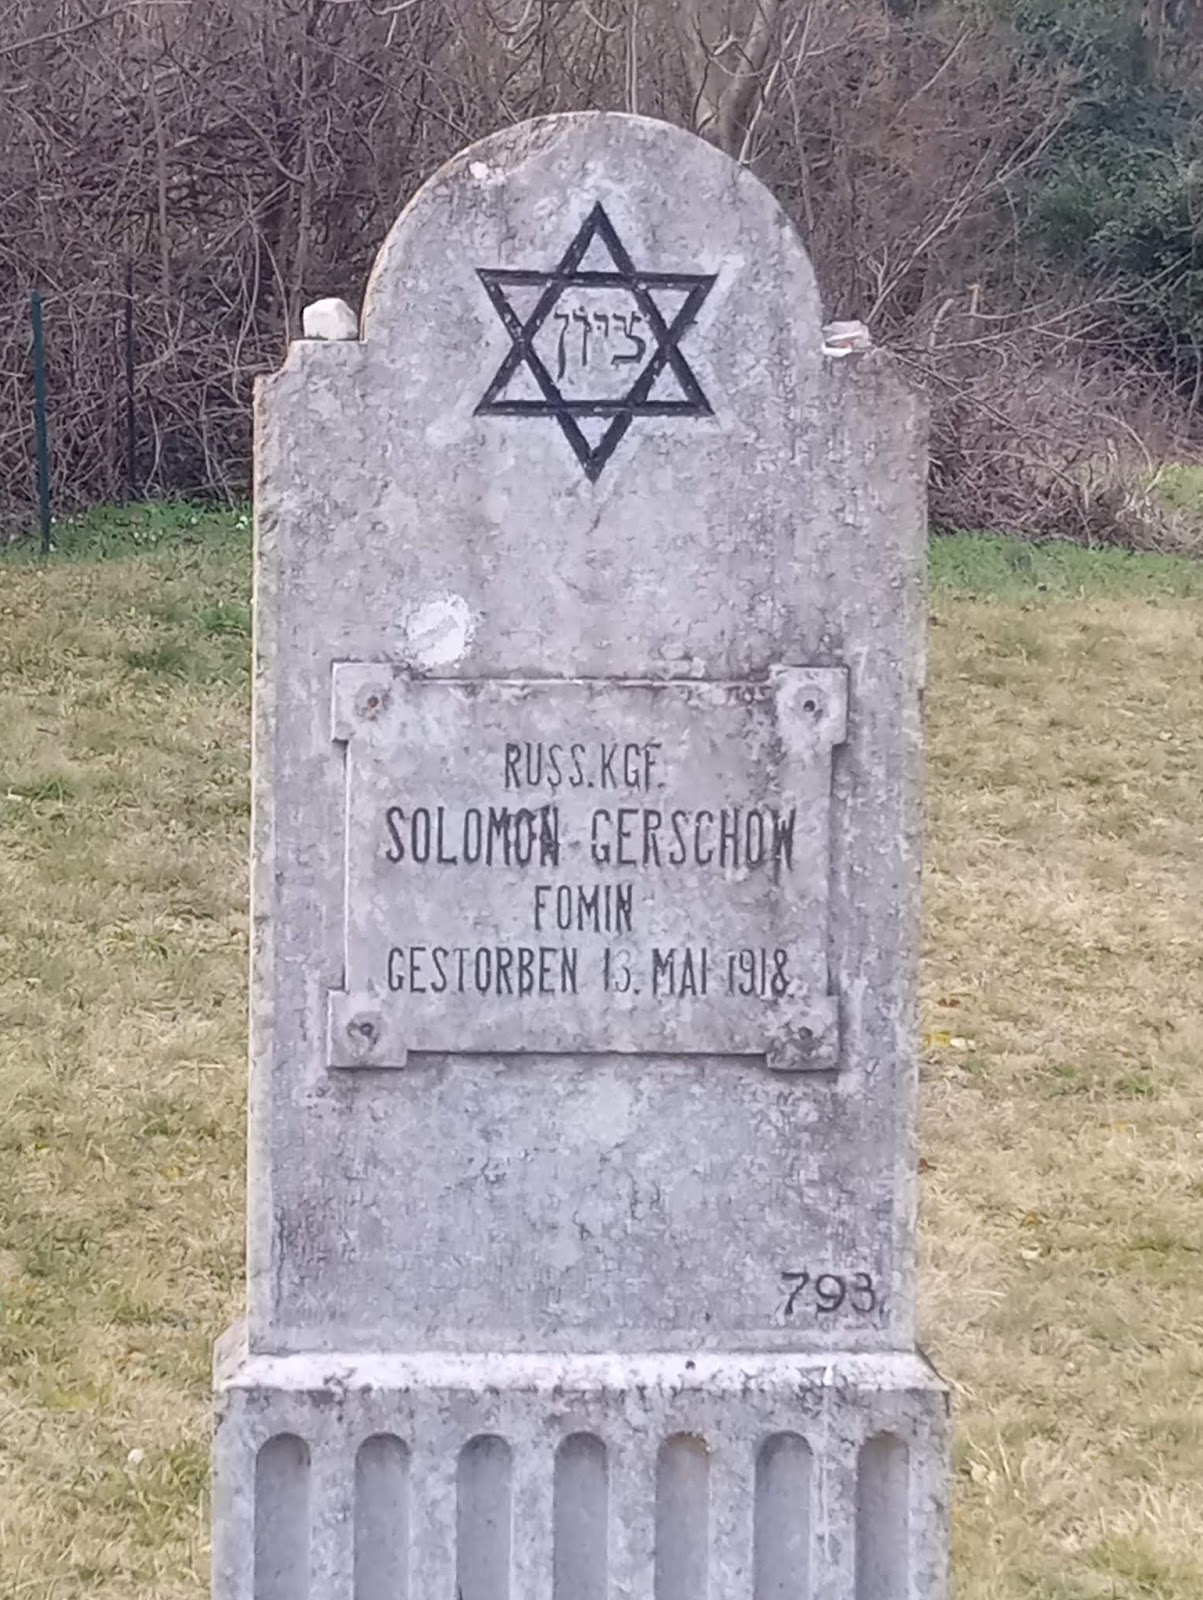 ציון
RUSS.KGF.
SOLOMON GERSCHOW
FOMIN
GESTORBEN 13. MAI 1918
793